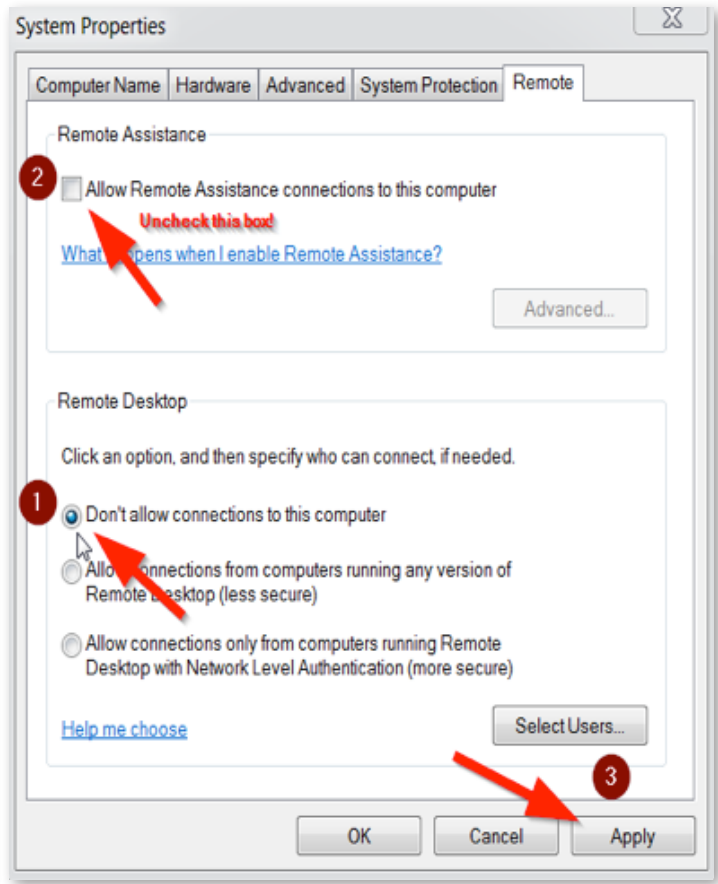 System Properties
Computer Name Hardware Advanced System Protection Remote
Remote Assistance
2
Allow Remote Assistance connections to this computer
Uncheck this box!
What happens when I enable Remote Assistance?
Advanced...
Remote Desktop
Click an option, and then specify who can connect, if needed.
1
Don't allow connections to this computer
Allow connections from computers running any version of
Remote Desktop (less secure)
Allow connections only from computers running Remote
Desktop with Network Level Authentication (more secure)
Help me choose
Select Users...
3
OK Cancel Apply